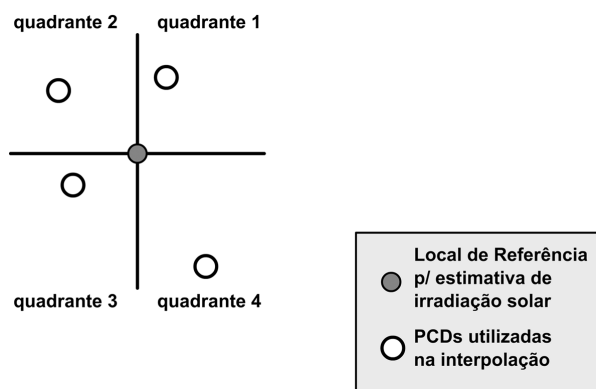 quadrante 2
quadrante 1
quadrante 3
quadrante 4
Local de Referência
p/ estimativa de
irradiação solar
PCDs utilizadas
na interpolação